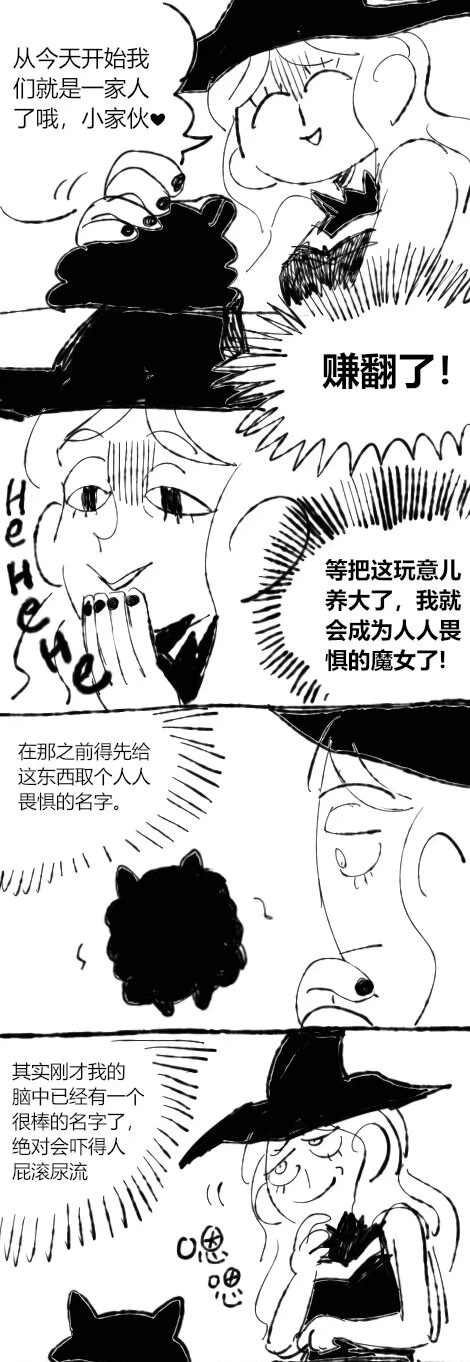 从今天开始我
们就是一家人
了哦，小家伙♥
赚翻了！
HeHeHeHe
等把这玩意儿
养大了，我就
会成为人人畏
惧的魔女了!
在那之前得先给
这东西取个人人
畏惧的名字。
其实刚才我的
脑中已经有一个
很棒的名字了，
绝对会吓得人
屁滚尿流
嗯嗯